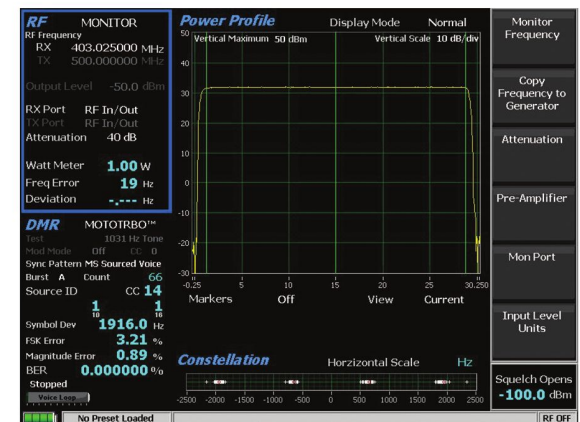 RF MONITOR
RF Frequency
RX 403.025000 MHz
TX 500.000000 MHz
Output Level -50.0 dBm
RX Port RF In/Out
TX Port RF In/Out
Attenuation 40 dB
Watt Meter 1.00 W
Freq Error 19 Hz
Deviation -.--- Hz
DMR MOTOTRBO™
Test 1031 Hz Tone
Mod Mode Off CC 0
Sync Pattern MS Sourced Voice
Burst A Count 66
Source ID CC 14
1 1
10 16
Symbol Dev 1916.0 Hz
FSK Error 3.21 %
Magnitude Error 0.89 %
BER 0.000000 %
Stopped
Voice Loop
No Preset Loaded
Power Profile Display Mode Normal
Vertical Maximum 50 dBm Vertical Scale 10 dB/div
50
40
30
20
10
0
-10
-20
-30
-0.25 5 10 15 20 25 30.250
Markers Off View Current
Constellation Horzizontal Scale Hz
-2500 -2000 -1500 -1000 -500 0 500 1000 1500 2000 2500
Monitor
Frequency
Copy
Frequency to
Generator
Attenuation
Pre-Amplifier
Mon Port
Input Level
Units
Squelch Opens
-100.0 dBm
RF OFF